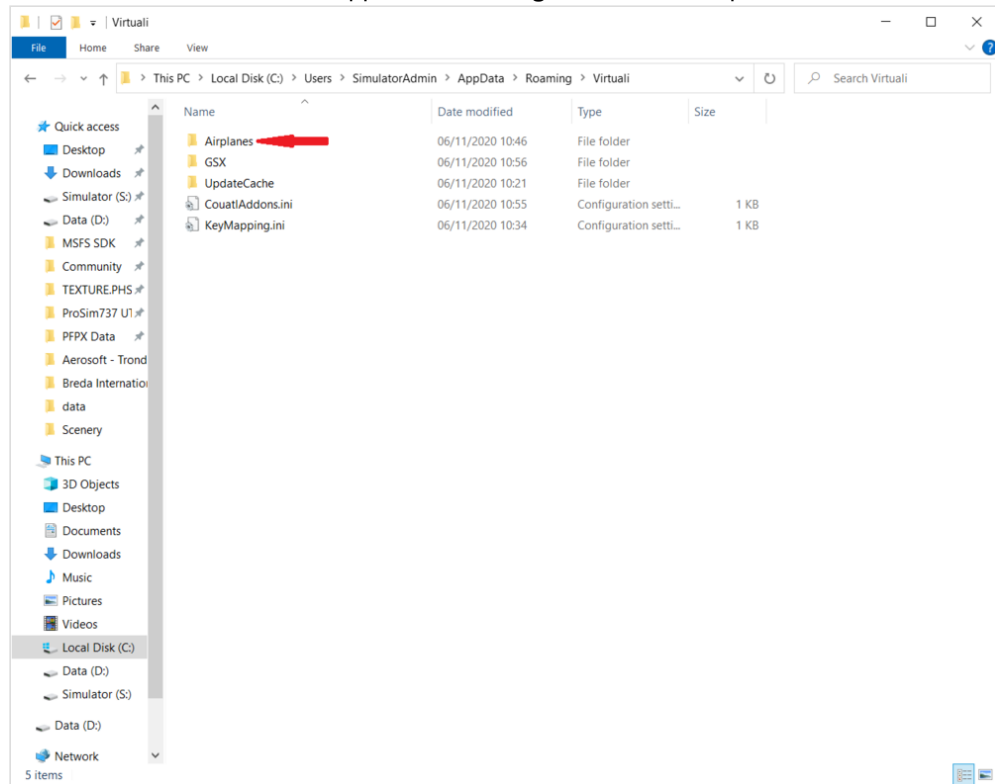 Virtuali
File Home Share View
This PC > Local Disk (C:) > Users > SimulatorAdmin > AppData > Roaming > Virtuali
Search Virtuali
Name Date modified Type Size
Quick access
Desktop
Downloads
Simulator (S:)
Data (D:)
MSFS SDK
Community
TEXTURE.PHS
ProSim737 U
PFPX Data
Aerosoft - Trond
Breda Internatio
data
Scenery
This PC
3D Objects
Desktop
Documents
Downloads
Music
Pictures
Videos
Local Disk (C:)
Data (D:)
Simulator (S:)
Data (D:)
Network
Airplanes 06/11/2020 10:46 File folder
GSX 06/11/2020 10:56 File folder
UpdateCache 06/11/2020 10:21 File folder
CouatlAddons.ini 06/11/2020 10:55 Configuration setti... 1 KB
KeyMapping.ini 06/11/2020 10:34 Configuration setti... 1 KB
5 items